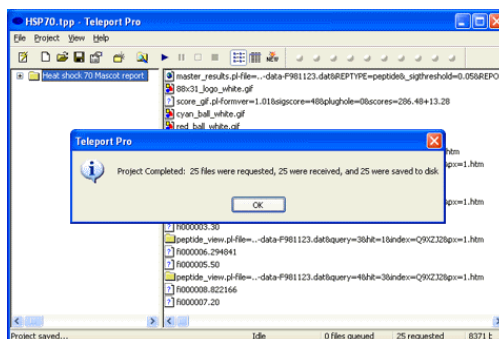 HSP70.tpp - Teleport Pro
File Project View Help
Heat shock 70 Mascot report
master_results.pl-file=..-data-F981123.dat&REPTYPE=peptide&_sigthreshold=0.05&REPO
88x31_logo_white.gif
score_gif.pl-formver=1.01&sigscore=48&plughole=0&scores=286.48+13.28
cyan_ball_white.gif
red_ball_white.gif
Teleport Pro
Project Completed: 25 files were requested, 25 were received, and 25 were saved to disk
OK
htm
&px=1.htm
&px=1.htm
fi000003.30
peptide_view.pl-file=..-data-F981123.dat&query=3&hit=1&index=Q9XZJ2&px=1.htm
fi000006.294841
fi000005.50
peptide_view.pl-file=..-data-F981123.dat&query=4&hit=3&index=Q9XZJ2&px=1.htm
fi000008.822166
fi000007.20
Project saved...
Idle
0 files queued
25 requested
8371 t